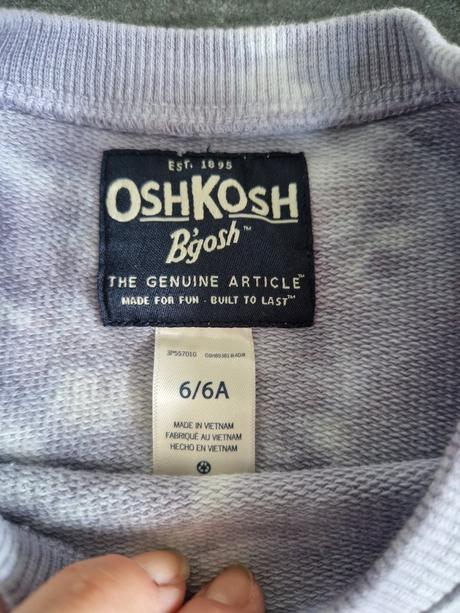 EST. 1895
OSHKOSH
B'gosh™
THE GENUINE ARTICLE™
MADE FOR FUN · BUILT TO LAST™
3P557010
6/6A
MADE IN VIETNAM
FABRIQUÉ AU VIETNAM
HECHO EN VIETNAM